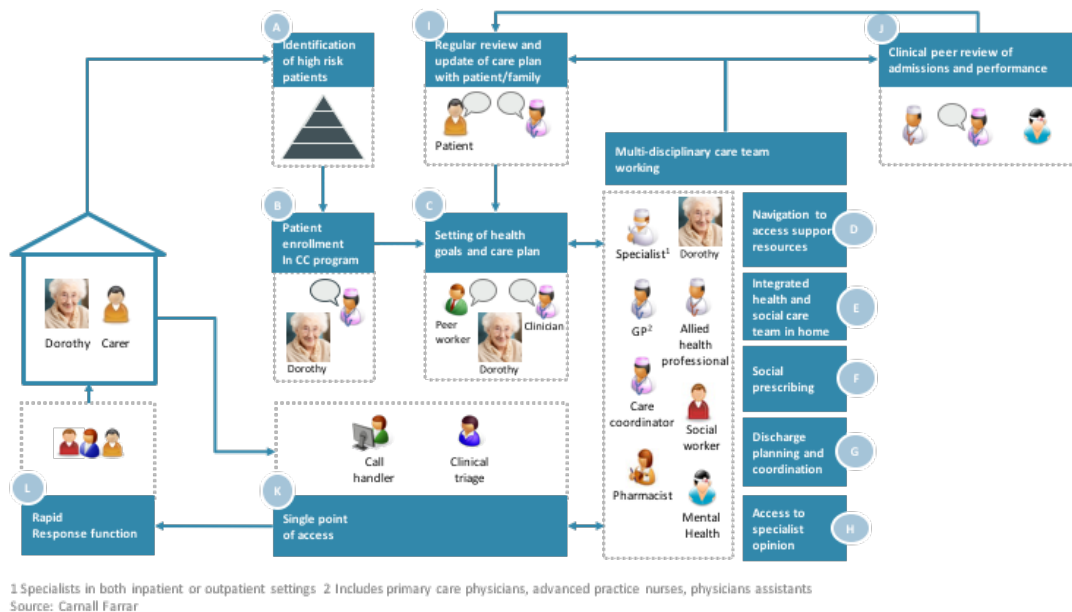 A
Identification
of high risk
patients
I
Regular review and
update of care plan
with patient/family
Patient
J
Clinical peer review of
admissions and performance
Multi-disciplinary care team
working
B
Patient
enrollment
In CC program
Dorothy
C
Setting of health
goals and care plan
Peer
worker
Clinician
Dorothy
Specialist1
Dorothy
GP2
Allied
health
professional
Care
coordinator
Social
worker
Pharmacist
Mental
Health
Navigation to
access support
resources
D
Integrated
health and
social care
team in home
E
Social
prescribing
F
Discharge
planning and
coordination
G
Access to
specialist
opinion
H
Dorothy
Carer
Call
handler
Clinical
triage
L
Rapid
Response function
K
Single point
of access
1 Specialists in both inpatient or outpatient settings 2 Includes primary care physicians, advanced practice nurses, physicians assistants
Source: Carnall Farrar